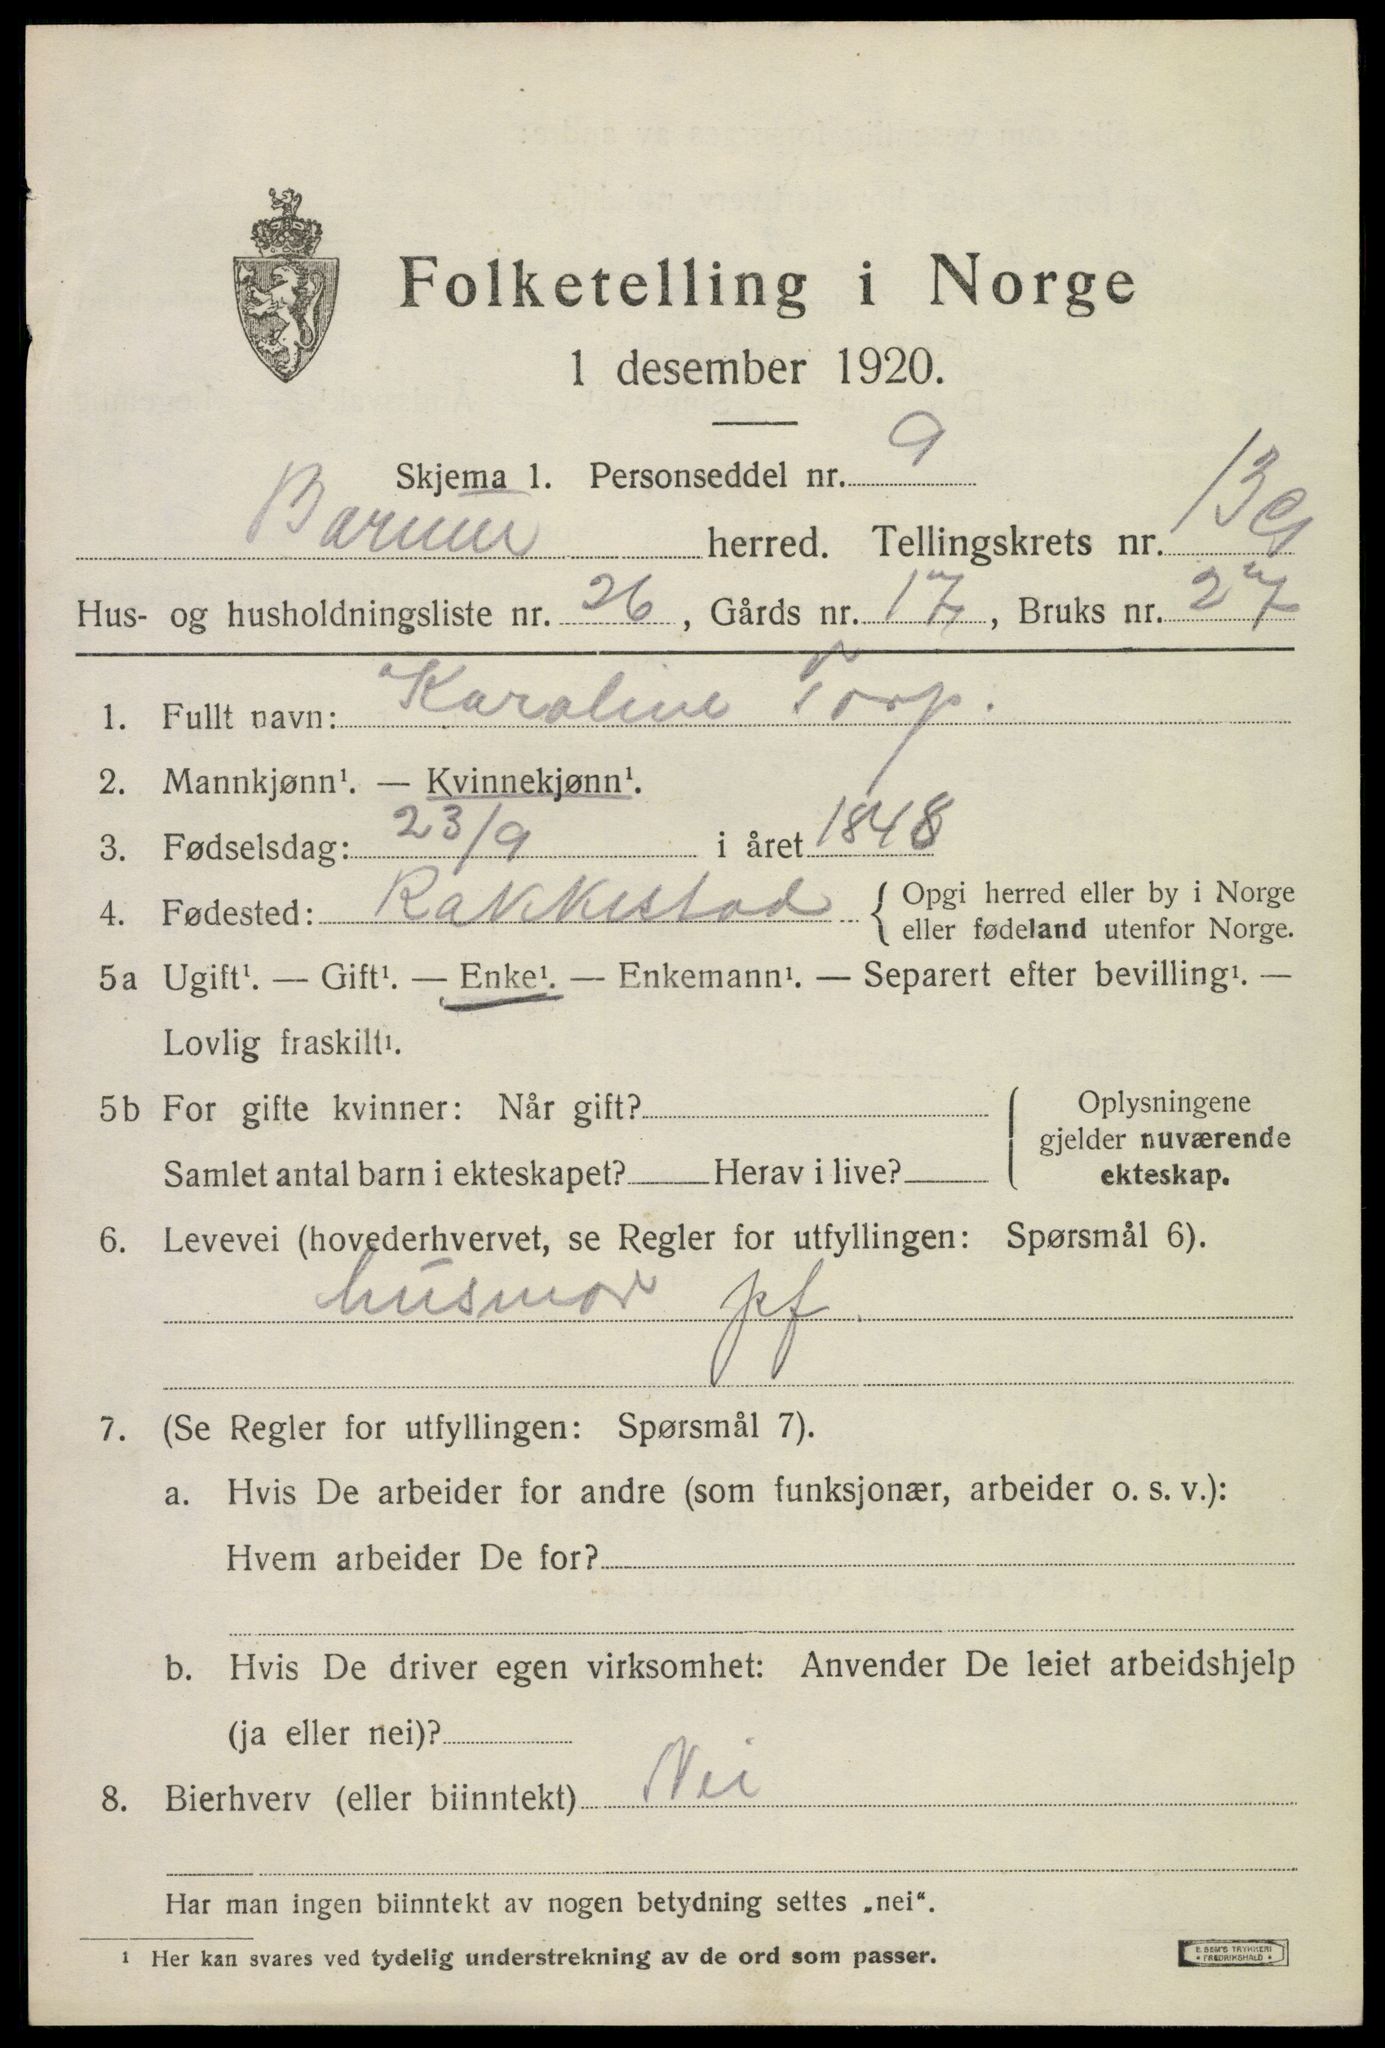 Folketelling i Norge
1 desember 1920.
Skjema 1. Personseddel nr. 9
Bærum herred. Tellingskrets nr. 13
Hus- og husholdningsliste nr. 26, Gårds nr. 17, Bruks nr. 27
1. Fullt navn: Karoline Torp.
2. Mannkjønn¹. — Kvinnekjønn¹.
3. Fødselsdag: 23/9 i året 1848
4. Fødested: Rakkestad { Opgi herred eller by i Norge
eller fødeland utenfor Norge.
5a Ugift¹. — Gift¹. — Enke¹. — Enkemann¹. — Separert efter bevilling¹. —
Lovlig fraskilt¹.
5b For gifte kvinner: Når gift? Oplysningene
gjelder nuværende
Samlet antal barn i ekteskapet? Herav i live? ekteskap.
6. Levevei (hovederhvervet, se Regler for utfyllingen: Spørsmål 6).
husmor pf.
7. (Se Regler for utfyllingen: Spørsmål 7).
a. Hvis De arbeider for andre (som funksjonær, arbeider o. s. v.):
Hvem arbeider De for?
b. Hvis De driver egen virksomhet: Anvender De leiet arbeidshjelp
(ja eller nei)?
8. Bierhverv (eller biinntekt) Nei
Har man ingen biinntekt av nogen betydning settes „nei“.
¹ Her kan svares ved tydelig understrekning av de ord som passer.
E. SEM'S TRYKKERI
• FREDRIKSHALD •